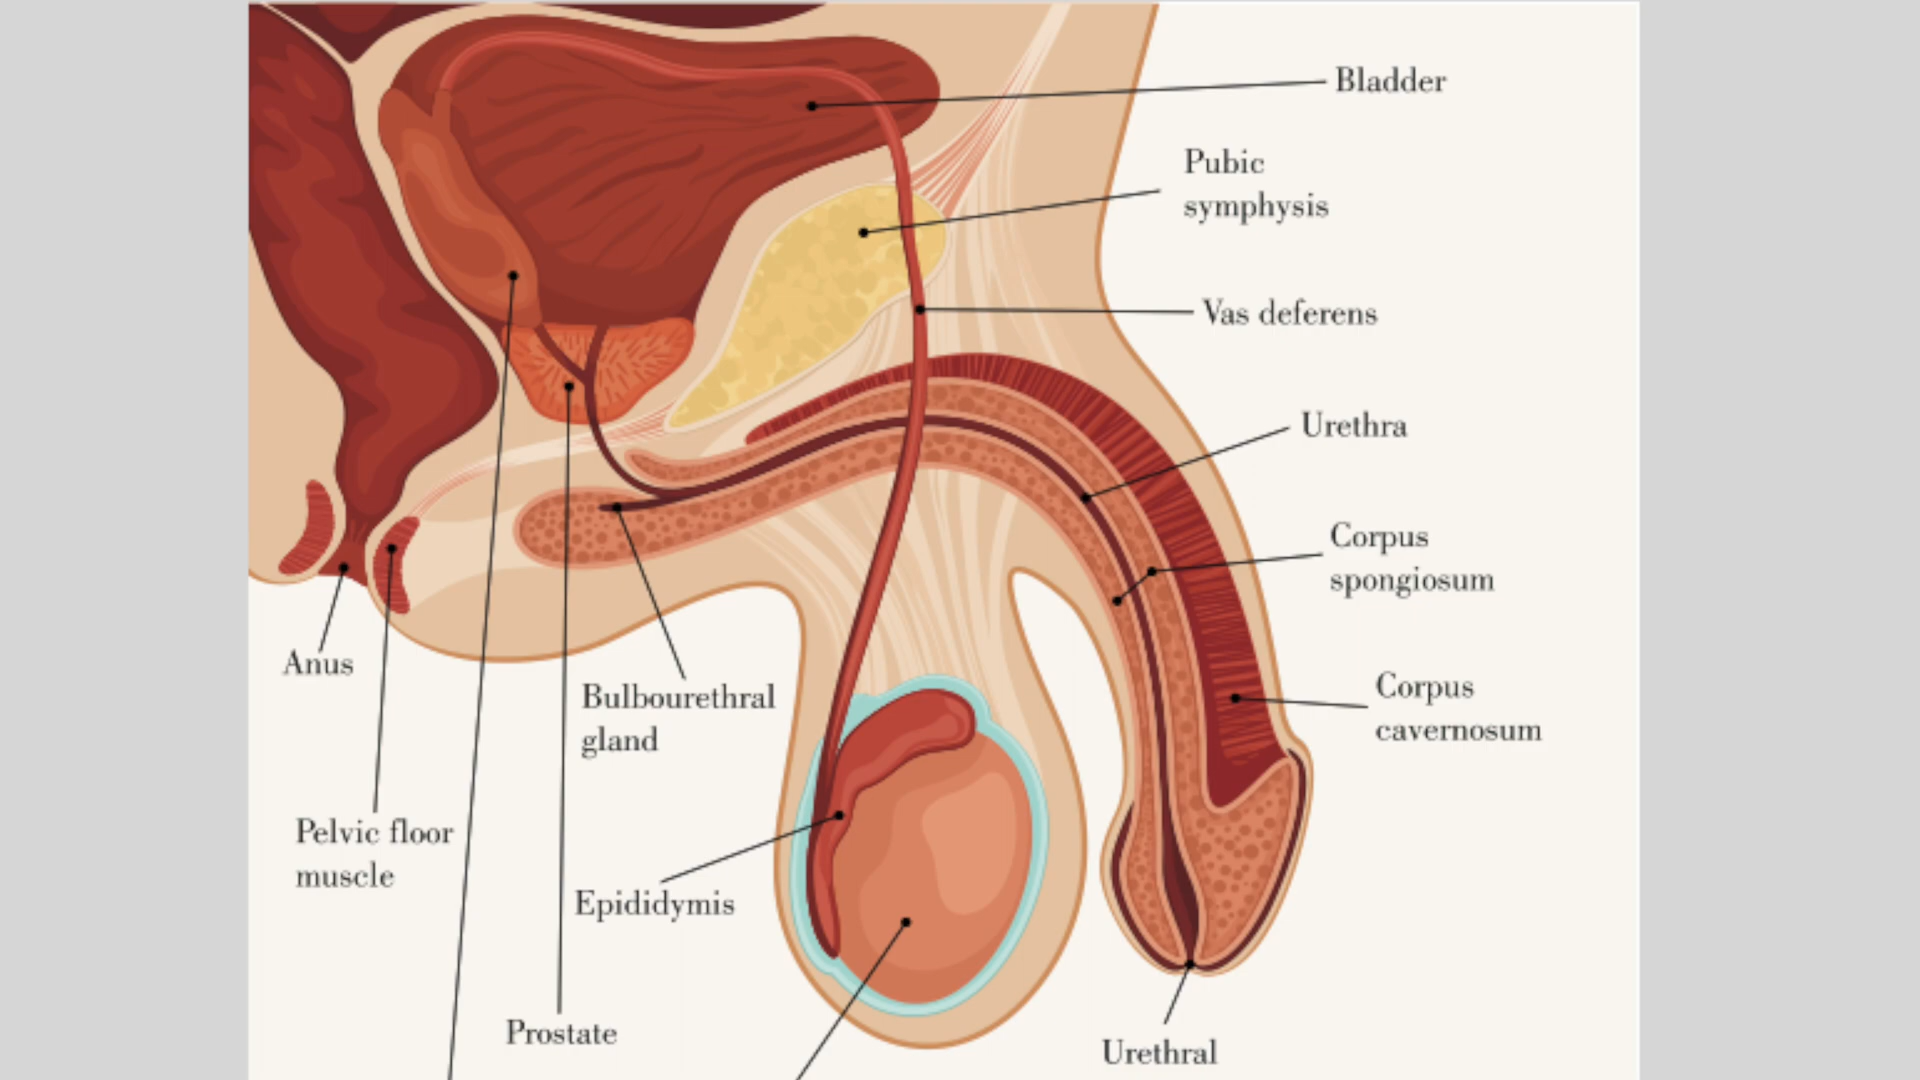 Bladder
Pubic
symphysis
Vas deferens
Urethra
Corpus
spongiosum
Corpus
cavernosum
Anus
Bulbourethral
gland
Pelvic floor
muscle
Epididymis
Prostate
Urethral